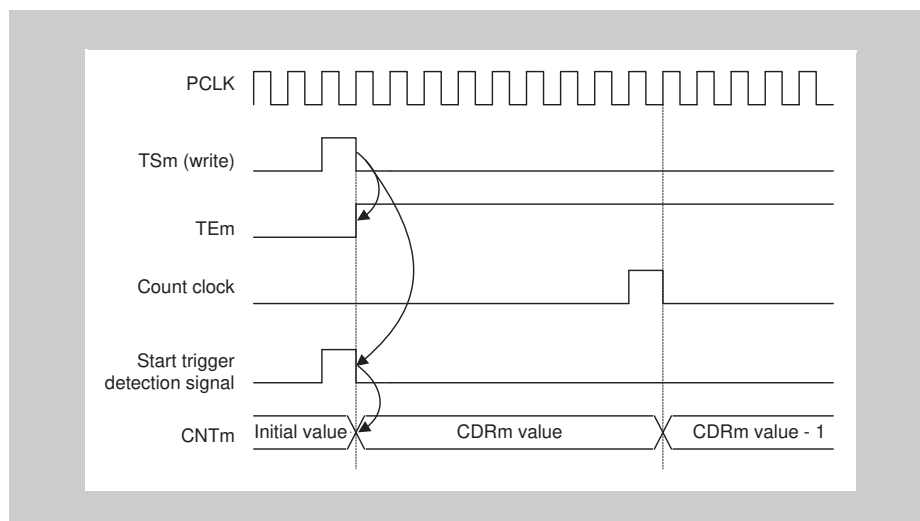 PCLK
TSm (write)
TEm
Count clock
Start trigger
detection signal
CNTm
Initial value
CDRm value
CDRm value - 1